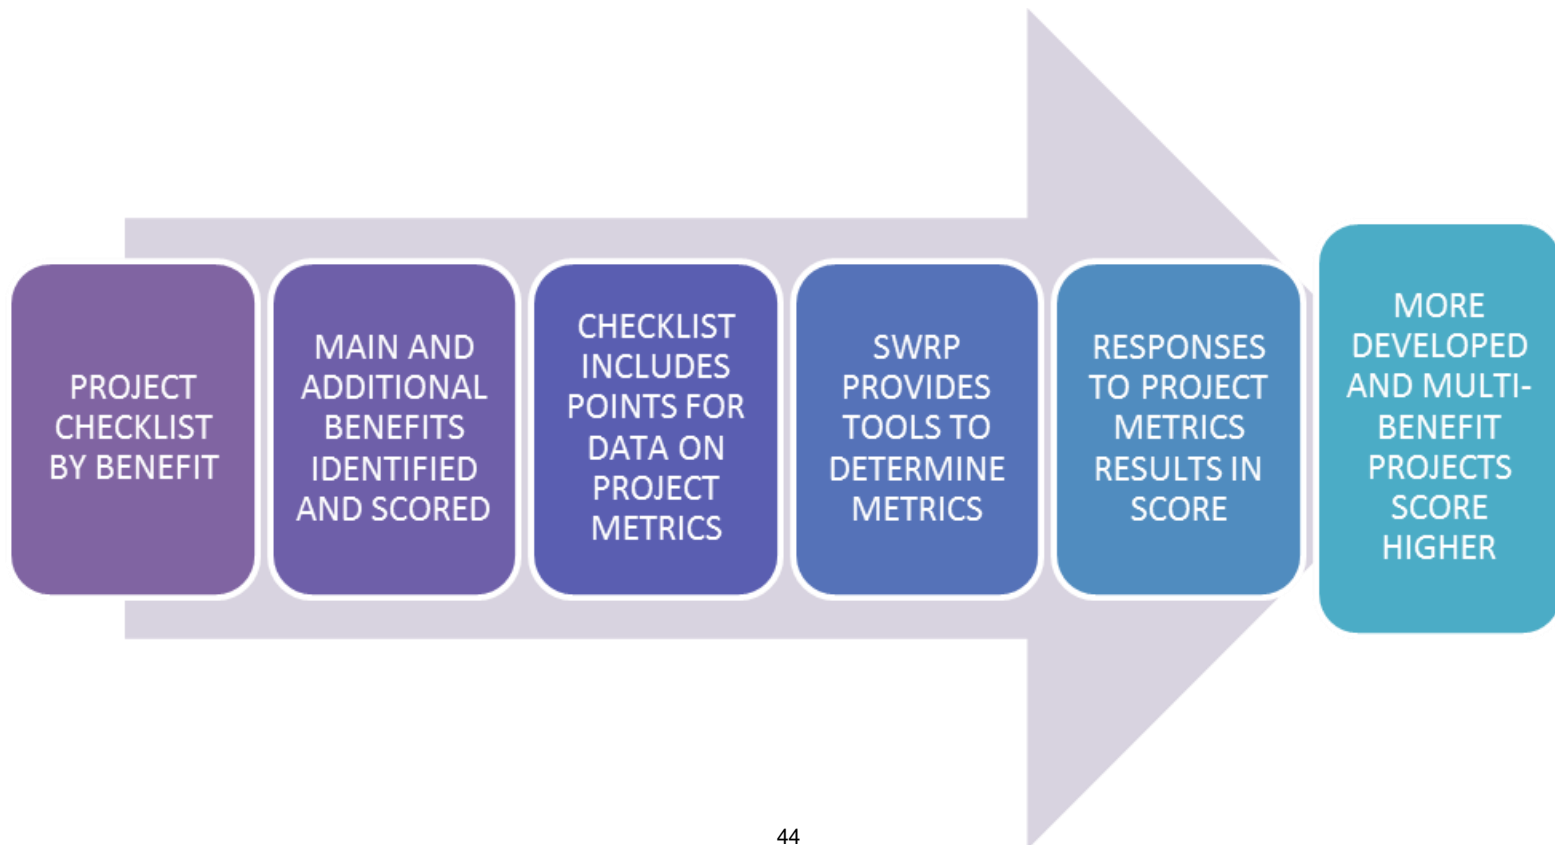 PROJECT
CHECKLIST
BY BENEFIT
MAIN AND
ADDITIONAL
BENEFITS
IDENTIFIED
AND SCORED
CHECKLIST
INCLUDES
POINTS FOR
DATA ON
PROJECT
METRICS
SWRP
PROVIDES
TOOLS TO
DETERMINE
METRICS
RESPONSES
TO PROJECT
METRICS
RESULTS IN
SCORE
MORE
DEVELOPED
AND MULTI-
BENEFIT
PROJECTS
SCORE
HIGHER
44